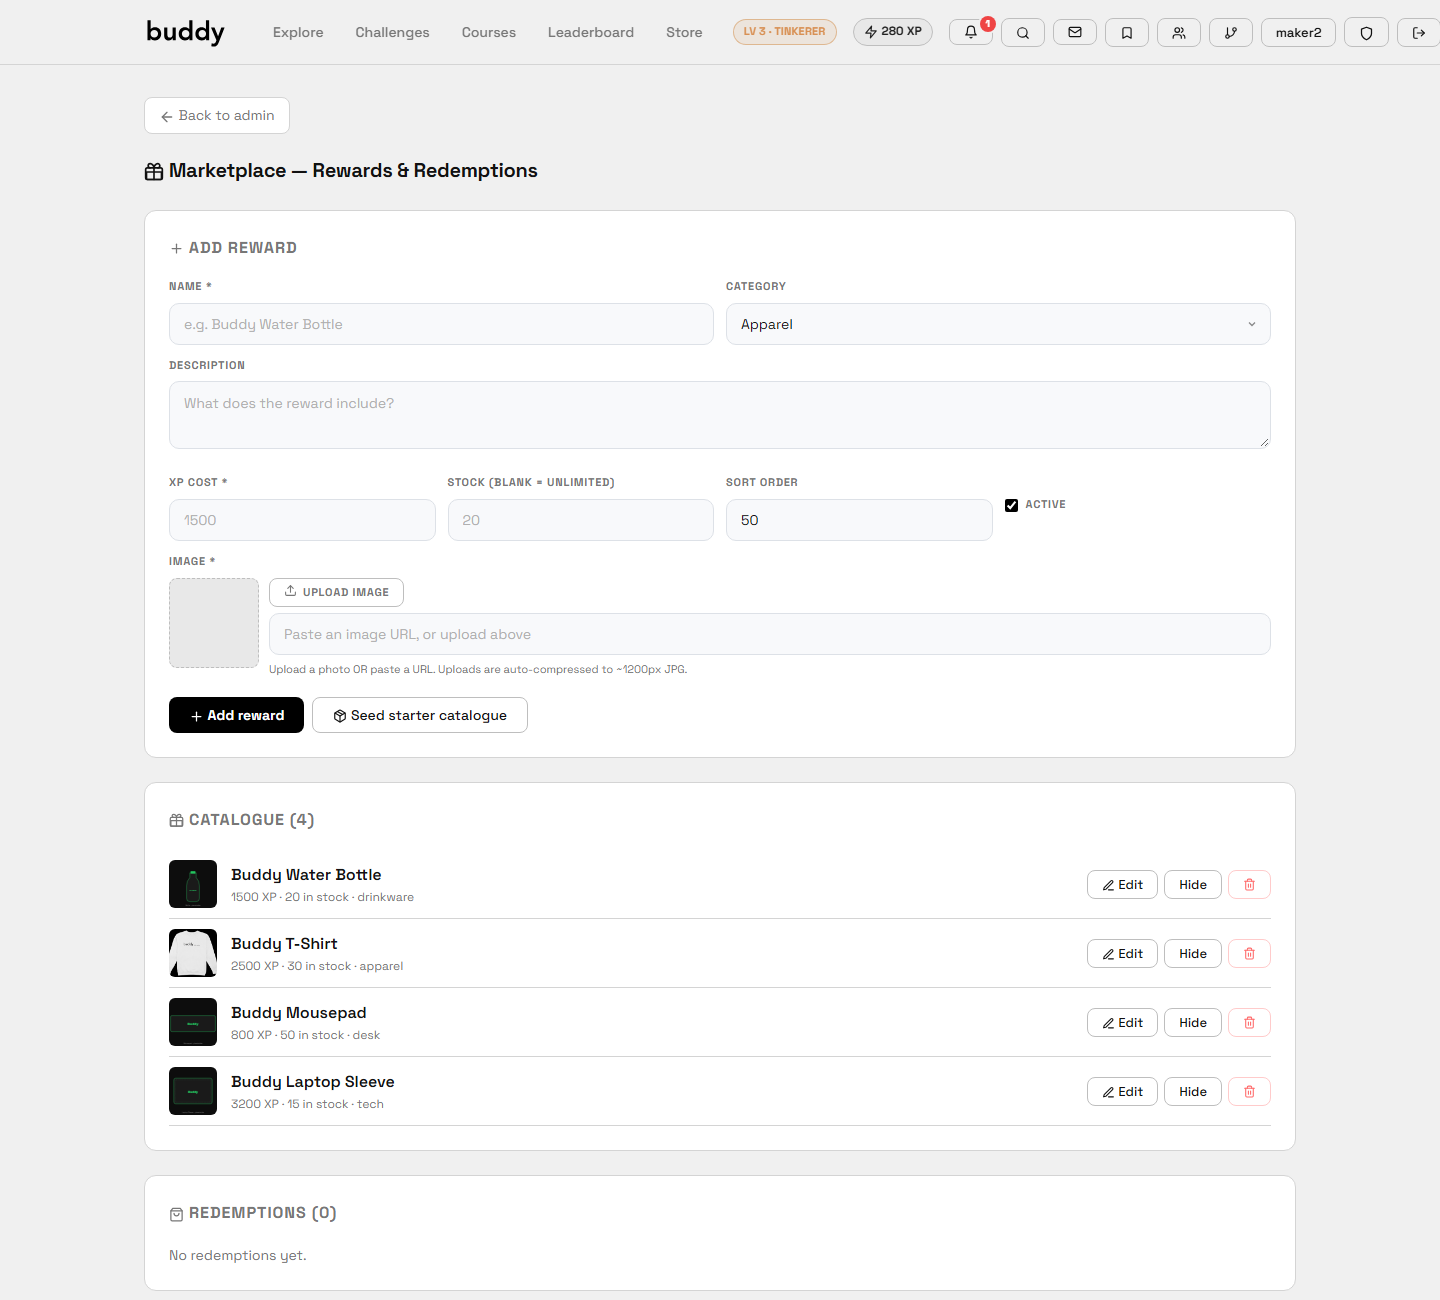 buddy
Explore
Challenges
Courses
Leaderboard
Store
LV 3 · TINKERER
280 XP
1
maker2
Back to admin
Marketplace — Rewards & Redemptions
ADD REWARD
NAME *
CATEGORY
e.g. Buddy Water Bottle
Apparel
DESCRIPTION
What does the reward include?
XP COST *
STOCK (BLANK = UNLIMITED)
SORT ORDER
ACTIVE
1500
20
50
IMAGE *
UPLOAD IMAGE
Paste an image URL, or upload above
Upload a photo OR paste a URL. Uploads are auto-compressed to ~1200px JPG.
Add reward
Seed starter catalogue
CATALOGUE (4)
Buddy Water Bottle
1500 XP · 20 in stock · drinkware
Edit
Hide
Buddy T-Shirt
2500 XP · 30 in stock · apparel
Edit
Hide
Buddy Mousepad
800 XP · 50 in stock · desk
Edit
Hide
Buddy Laptop Sleeve
3200 XP · 15 in stock · tech
Edit
Hide
REDEMPTIONS (0)
No redemptions yet.